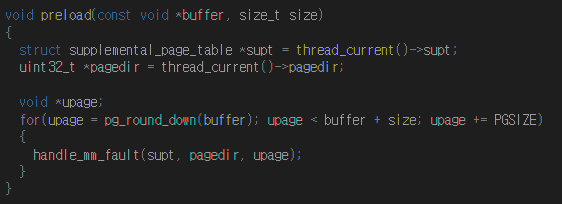 void preload(const void *buffer, size_t size)
{
  struct supplemental_page_table *supt = thread_current()->supt;
  uint32_t *pagedir = thread_current()->pagedir;

  void *upage;
  for(upage = pg_round_down(buffer); upage < buffer + size; upage += PGSIZE)
  {
    handle_mm_fault(supt, pagedir, upage);
  }
}